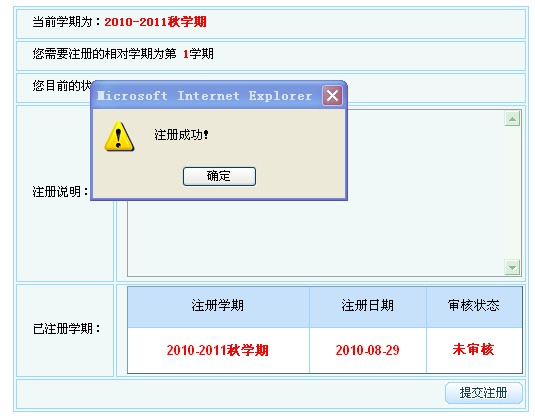 当前学期为：2010-2011秋学期
您需要注册的相对学期为第 1学期
您目前的状
Microsoft Internet Explorer
注册成功!
确定
注册说明：
已注册学期：
注册学期 注册日期 审核状态
2010-2011秋学期 2010-08-29 未审核
提交注册